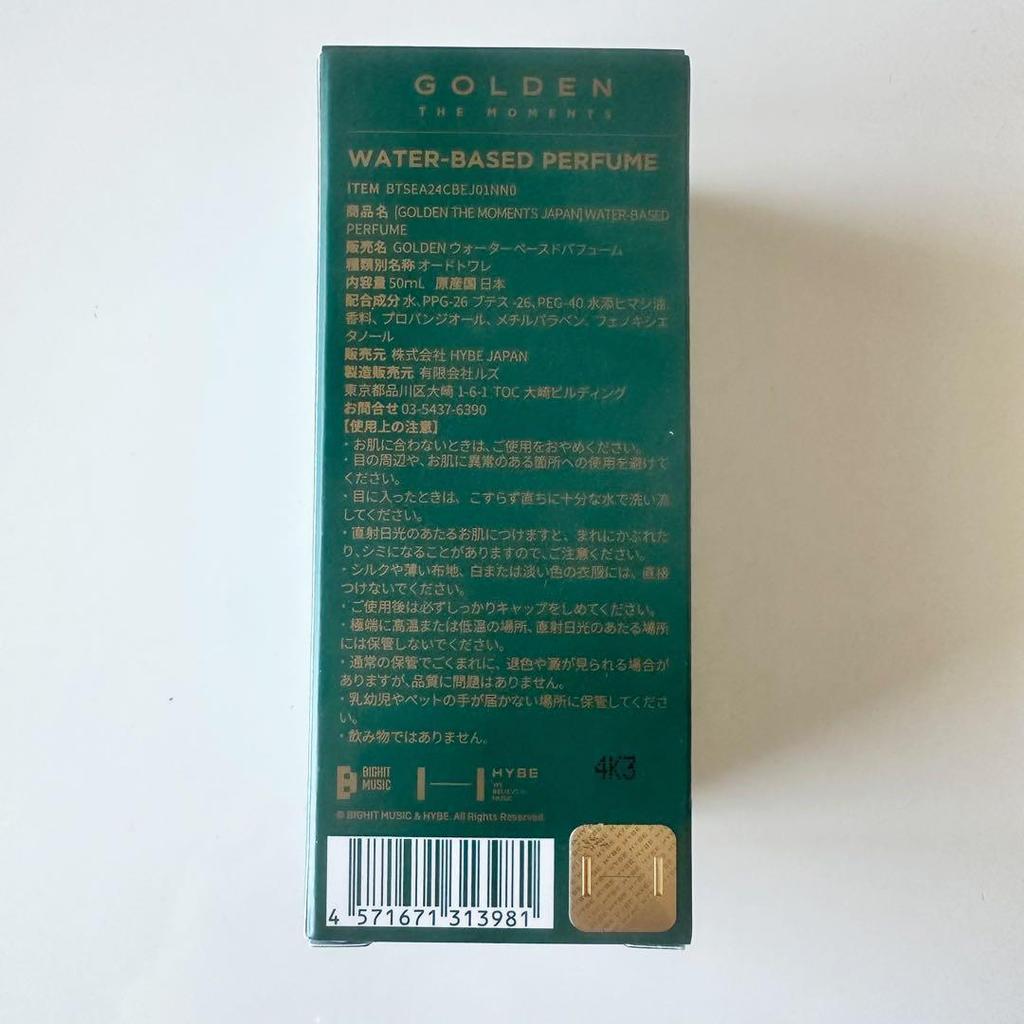 GOLDEN
THE MOMENTS
WATER-BASED PERFUME
ITEM BTSEA24CBEJ01NN0
商品名 [GOLDEN THE MOMENTS JAPAN] WATER-BASED
PERFUME
販売名 GOLDEN ウォーターベースドパフューム
種類別名称 オードトワレ
内容量 50mL 原産国 日本
配合成分 水、PPG-26 ブテス -26、PEG-40 水添ヒマシ油、
香料、プロパンジオール、メチルパラベン、フェノキシエ
タノール
販売元 株式会社 HYBE JAPAN
製造販売元 有限会社ルズ
東京都品川区大崎 1-6-1 TOC 大崎ビルディング
お問合せ 03-5437-6390
【使用上の注意】
・お肌に合わないときは、ご使用をおやめください。
・目の周辺や、お肌に異常のある箇所への使用を避けて
ください。
・目に入ったときは、こすらず直ちに十分な水で洗い流
してください。
・直射日光のあたるお肌につけますと、まれにかぶれた
り、シミになることがありますので、ご注意ください。
・シルクや薄い布地、白または淡い色の衣服には、直接
つけないでください。
・ご使用後は必ずしっかりキャップをしめてください。
・極端に高温または低温の場所、直射日光のあたる場所
には保管しないでください。
・通常の保管でごくまれに、退色や澱が見られる場合が
ありますが、品質に問題はありません。
・乳幼児やペットの手が届かない場所に保管してくださ
い。
・飲み物ではありません。
BIGHIT
MUSIC
HYBE
WE
BELIEVE IN
MUSIC
4K3
© BIGHIT MUSIC & HYBE. All Rights Reserved.
4 571671 313981
HYBE HYBE HYBE